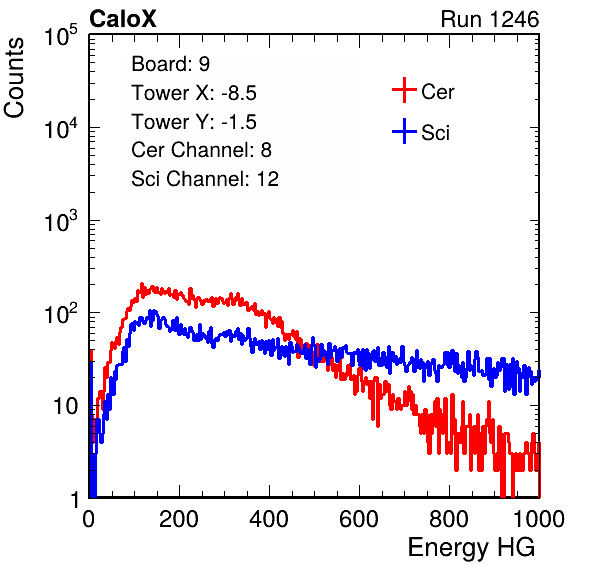 CaloX Run 1246
Counts
10^5
10^4
10^3
10^2
10
1
Board: 9
Tower X: -8.5
Tower Y: -1.5
Cer Channel: 8
Sci Channel: 12
Cer
Sci
0 200 400 600 800 1000
Energy HG